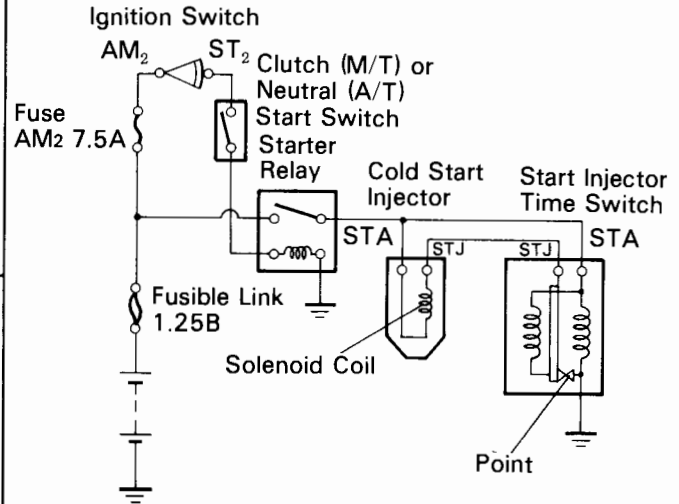 Ignition Switch
AM2
ST2
Clutch (M/T) or
Neutral (A/T)
Start Switch
Fuse
AM2 7.5A
Starter
Relay
Cold Start
Injector
Start Injector
Time Switch
STA
STJ
STJ
STA
Fusible Link
1.25B
Solenoid Coil
Point